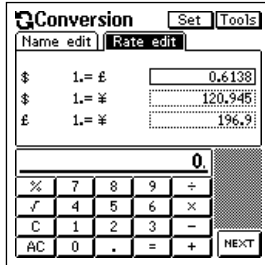 Conversion Set Tools
Name edit Rate edit
$ 1.= £ 0.6138
$ 1.= ¥ 120.945
£ 1.= ¥ 196.9
0.
% 7 8 9 ÷
√ 4 5 6 ×
C 1 2 3 −
AC 0 . = + NEXT